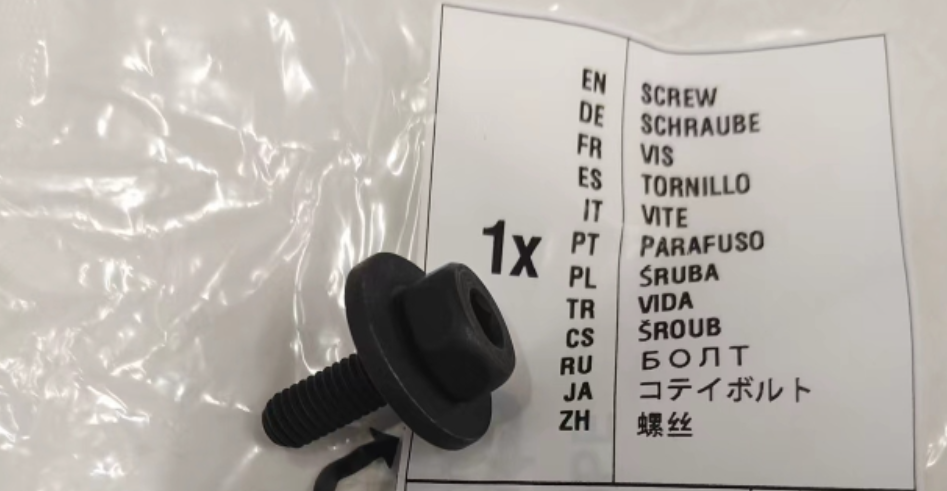 1x
EN SCREW
DE SCHRAUBE
FR VIS
ES TORNILLO
IT VITE
PT PARAFUSO
PL ŚRUBA
TR VIDA
CS ŠROUB
RU БОЛТ
JA コテイボルト
ZH 螺丝